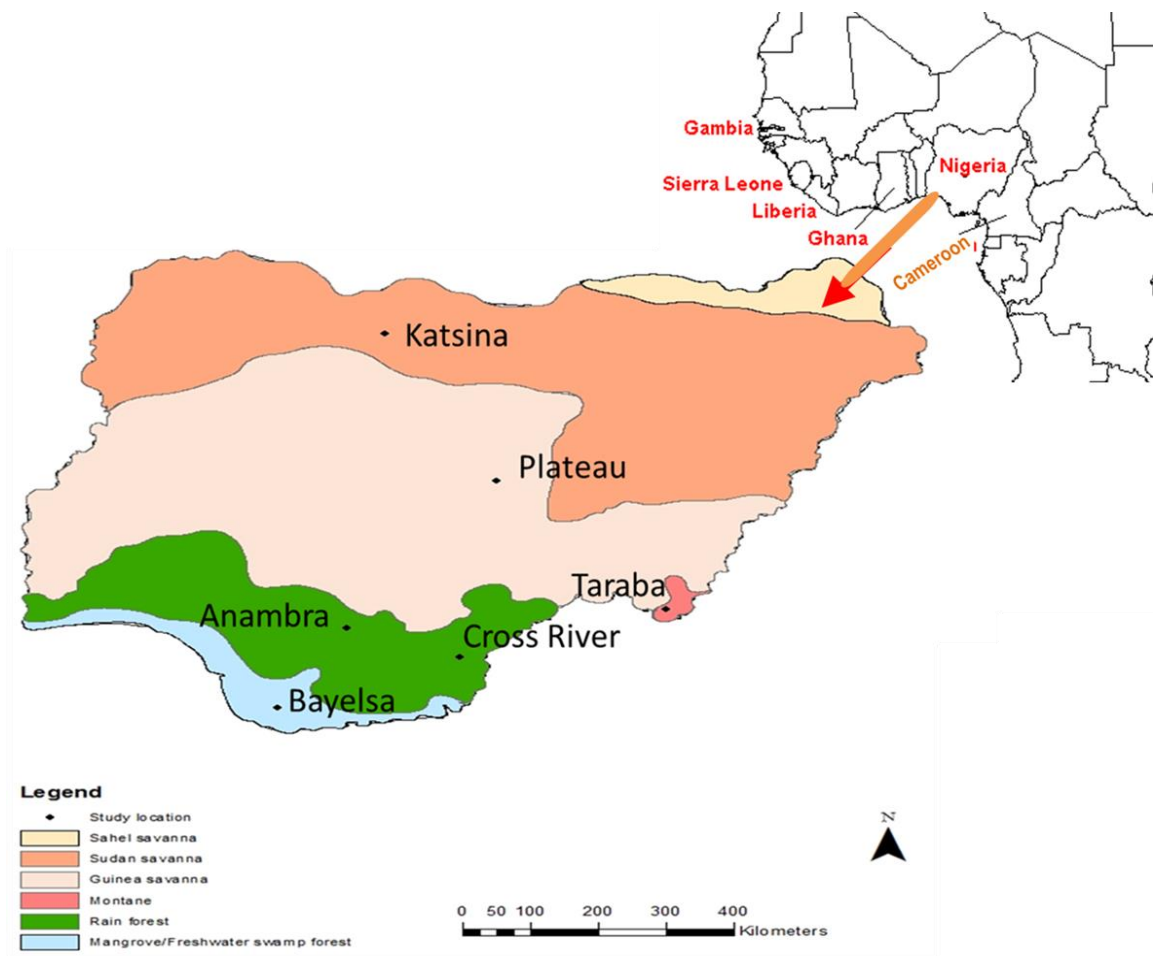 Gambia
Nigeria
Sierra Leone
Liberia
Ghana
Cameroon
Katsina
Plateau
Taraba
Anambra
Cross River
Bayelsa
Legend
Study location
Sahel savanna
Sudan savanna
Guinea savanna
Montane
Rain forest
Mangrove/Freshwater swamp forest
N
0 50 100 200 300 400
Kilometers